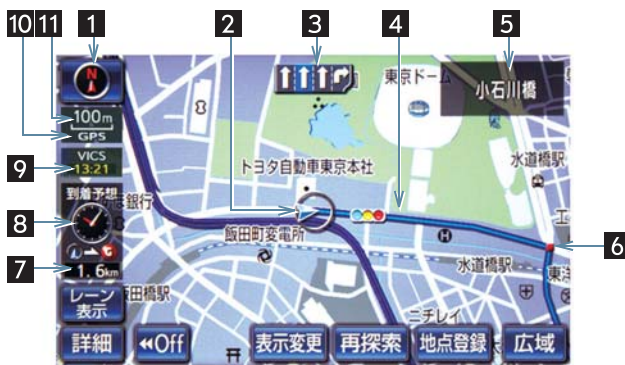 10 11 1 2 3 4 5
N
東京ドーム
小石川橋
100m
GPS
水道橋駅
9
VICS
13:21
トヨタ自動車東京本社
到着予想
銀行
8
飯田町変電所
H
6
水道橋駅
7
1.6km
レーン
表示
田橋駅
ニチレイ
詳細
Off
表示変更
再探索
地点登録
広域